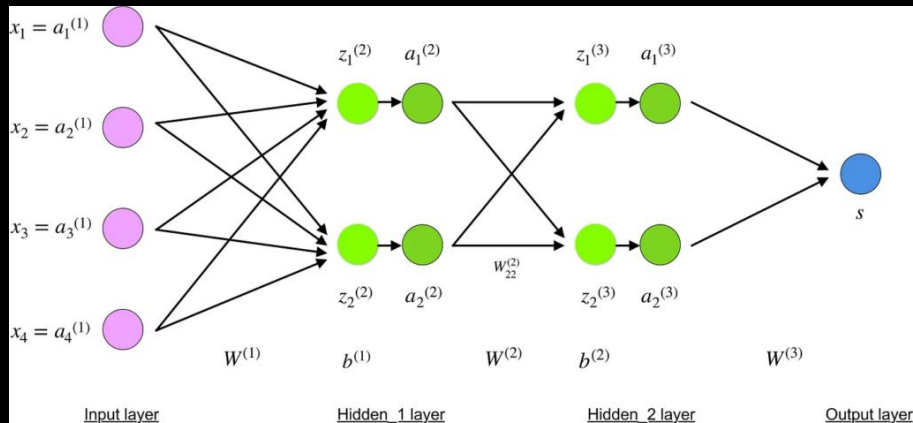 x₁ = a₁⁽¹⁾
z₁⁽²⁾ a₁⁽²⁾ z₁⁽³⁾ a₁⁽³⁾
x₂ = a₂⁽¹⁾
s
x₃ = a₃⁽¹⁾
W₂₂⁽²⁾
z₂⁽²⁾ a₂⁽²⁾ z₂⁽³⁾ a₂⁽³⁾
x₄ = a₄⁽¹⁾
W⁽¹⁾ b⁽¹⁾ W⁽²⁾ b⁽²⁾ W⁽³⁾
Input layer Hidden_1 layer Hidden_2 layer Output layer